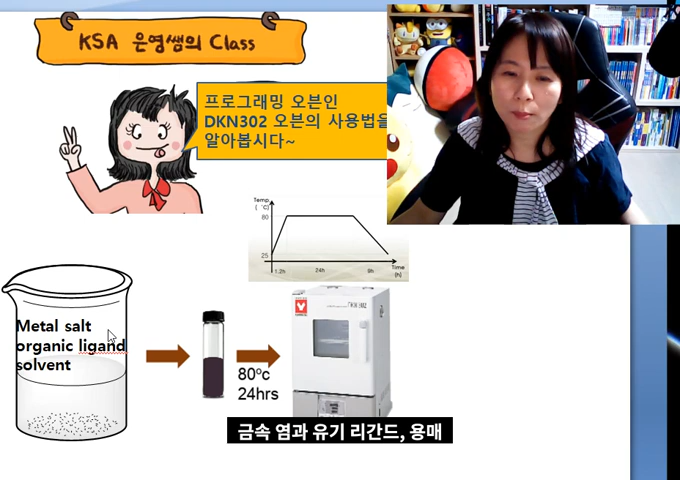 KSA 은영쌤의 Class
프로그래밍 오븐인
DKN302 오븐의 사용법을
알아봅시다~
Temp
(℃)
80
25
1.2h
24h
9h
Time
(h)
Metal salt
organic ligand
solvent
80ºc
24hrs
DKN302
금속 염과 유기 리간드, 용매